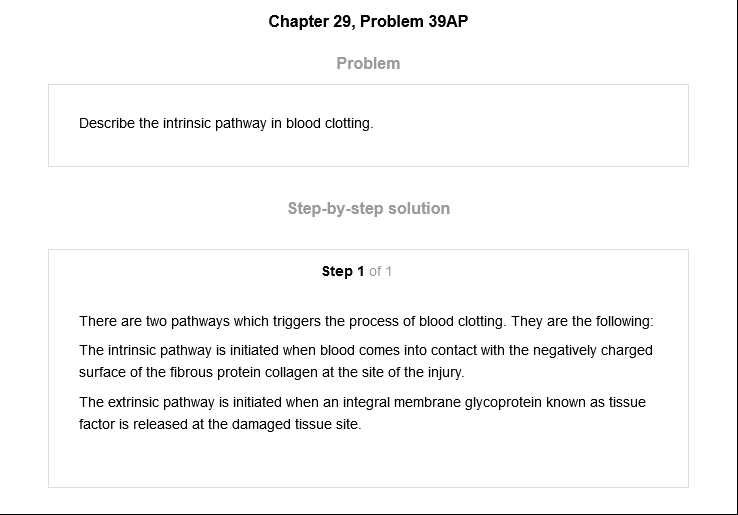 Chapter 29, Problem 39AP
Problem
Describe the intrinsic pathway in blood clotting.
Step-by-step solution
Step 1 of 1
There are two pathways which triggers the process of blood clotting. They are the following:
The intrinsic pathway is initiated when blood comes into contact with the negatively charged
surface of the fibrous protein collagen at the site of the injury.
The extrinsic pathway is initiated when an integral membrane glycoprotein known as tissue
factor is released at the damaged tissue site.